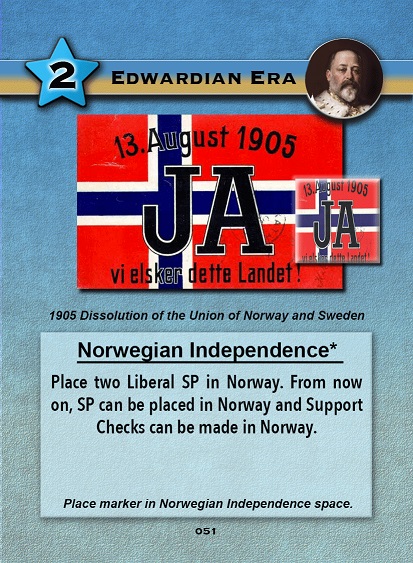 2
EDWARDIAN ERA
13. August 1905
JA
vi elsker dette Landet!
13. August 1905
JA
vi elsker dette Landet!
1905 Dissolution of the Union of Norway and Sweden
Norwegian Independence*
Place two Liberal SP in Norway. From now
on, SP can be placed in Norway and Support
Checks can be made in Norway.
Place marker in Norwegian Independence space.
051